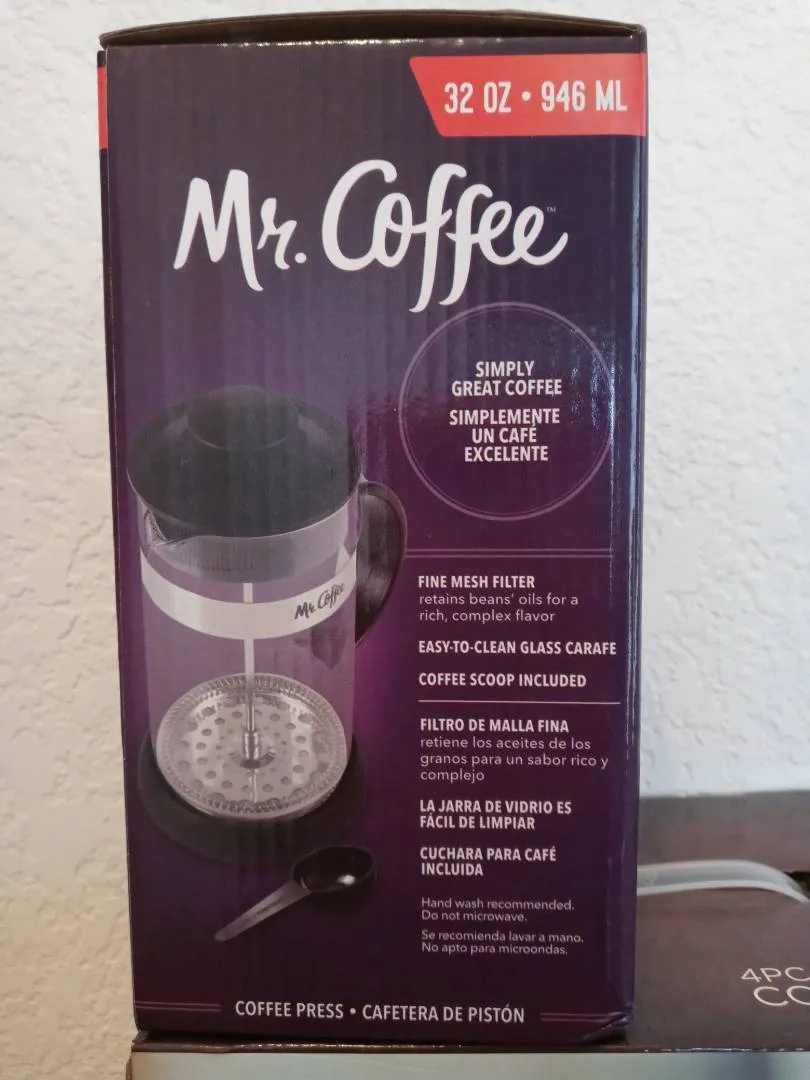 32 OZ • 946 ML
Mr. Coffee™
SIMPLY
GREAT COFFEE
SIMPLEMENTE
UN CAFÉ
EXCELENTE
Mr. Coffee
FINE MESH FILTER
retains beans' oils for a
rich, complex flavor
EASY-TO-CLEAN GLASS CARAFE
COFFEE SCOOP INCLUDED
FILTRO DE MALLA FINA
retiene los aceites de los
granos para un sabor rico y
complejo
LA JARRA DE VIDRIO ES
FÁCIL DE LIMPIAR
CUCHARA PARA CAFÉ
INCLUIDA
Hand wash recommended.
Do not microwave.
Se recomienda lavar a mano.
No apto para microondas.
COFFEE PRESS • CAFETERA DE PISTÓN
4PC